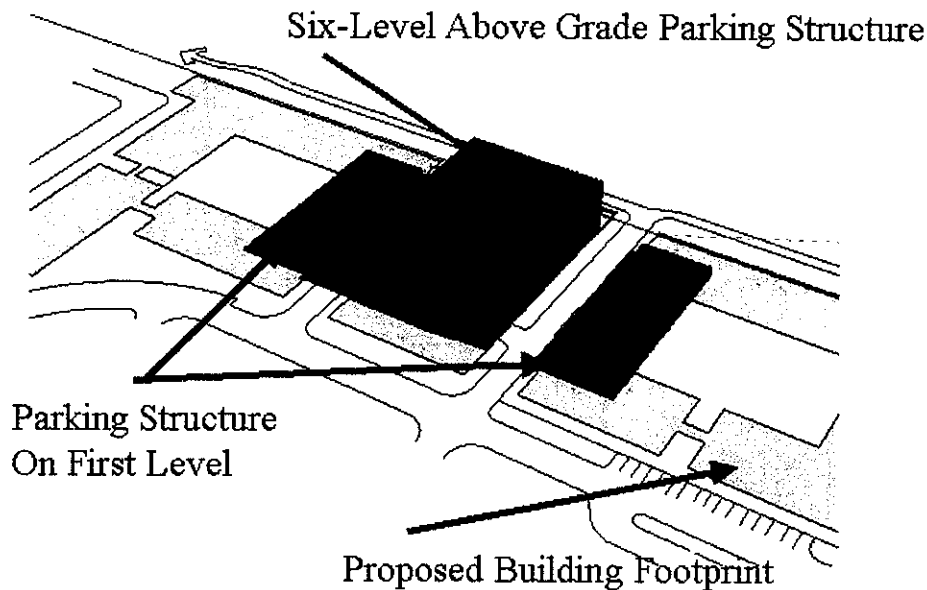 Six-Level Above Grade Parking Structure
Parking Structure
On First Level
Proposed Building Footprint